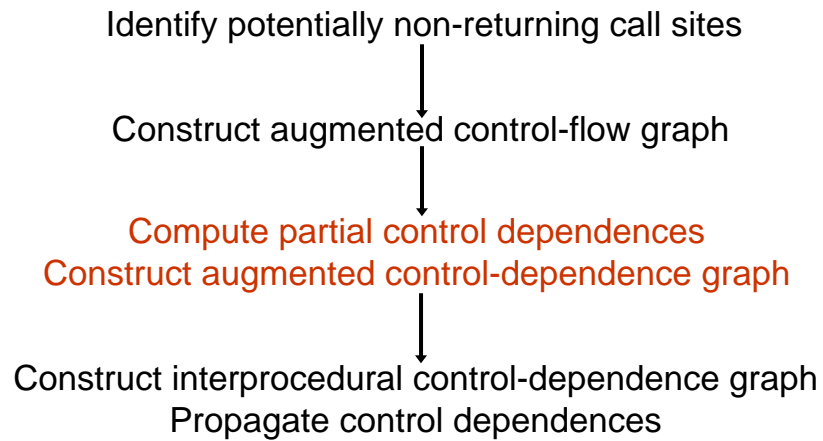 Identify potentially non-returning call sites
Construct augmented control-flow graph
Compute partial control dependences
Construct augmented control-dependence graph
Construct interprocedural control-dependence graph
Propagate control dependences